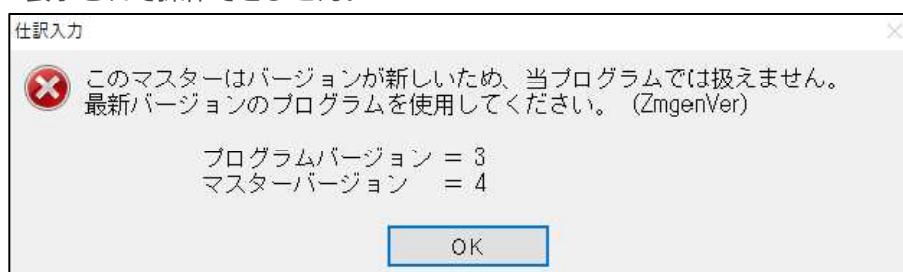 仕訳入力
このマスターはバージョンが新しいため、当プログラムでは扱えません。
最新バージョンのプログラムを使用してください。 (ZmgenVer)
プログラムバージョン = 3
マスターバージョン = 4
OK